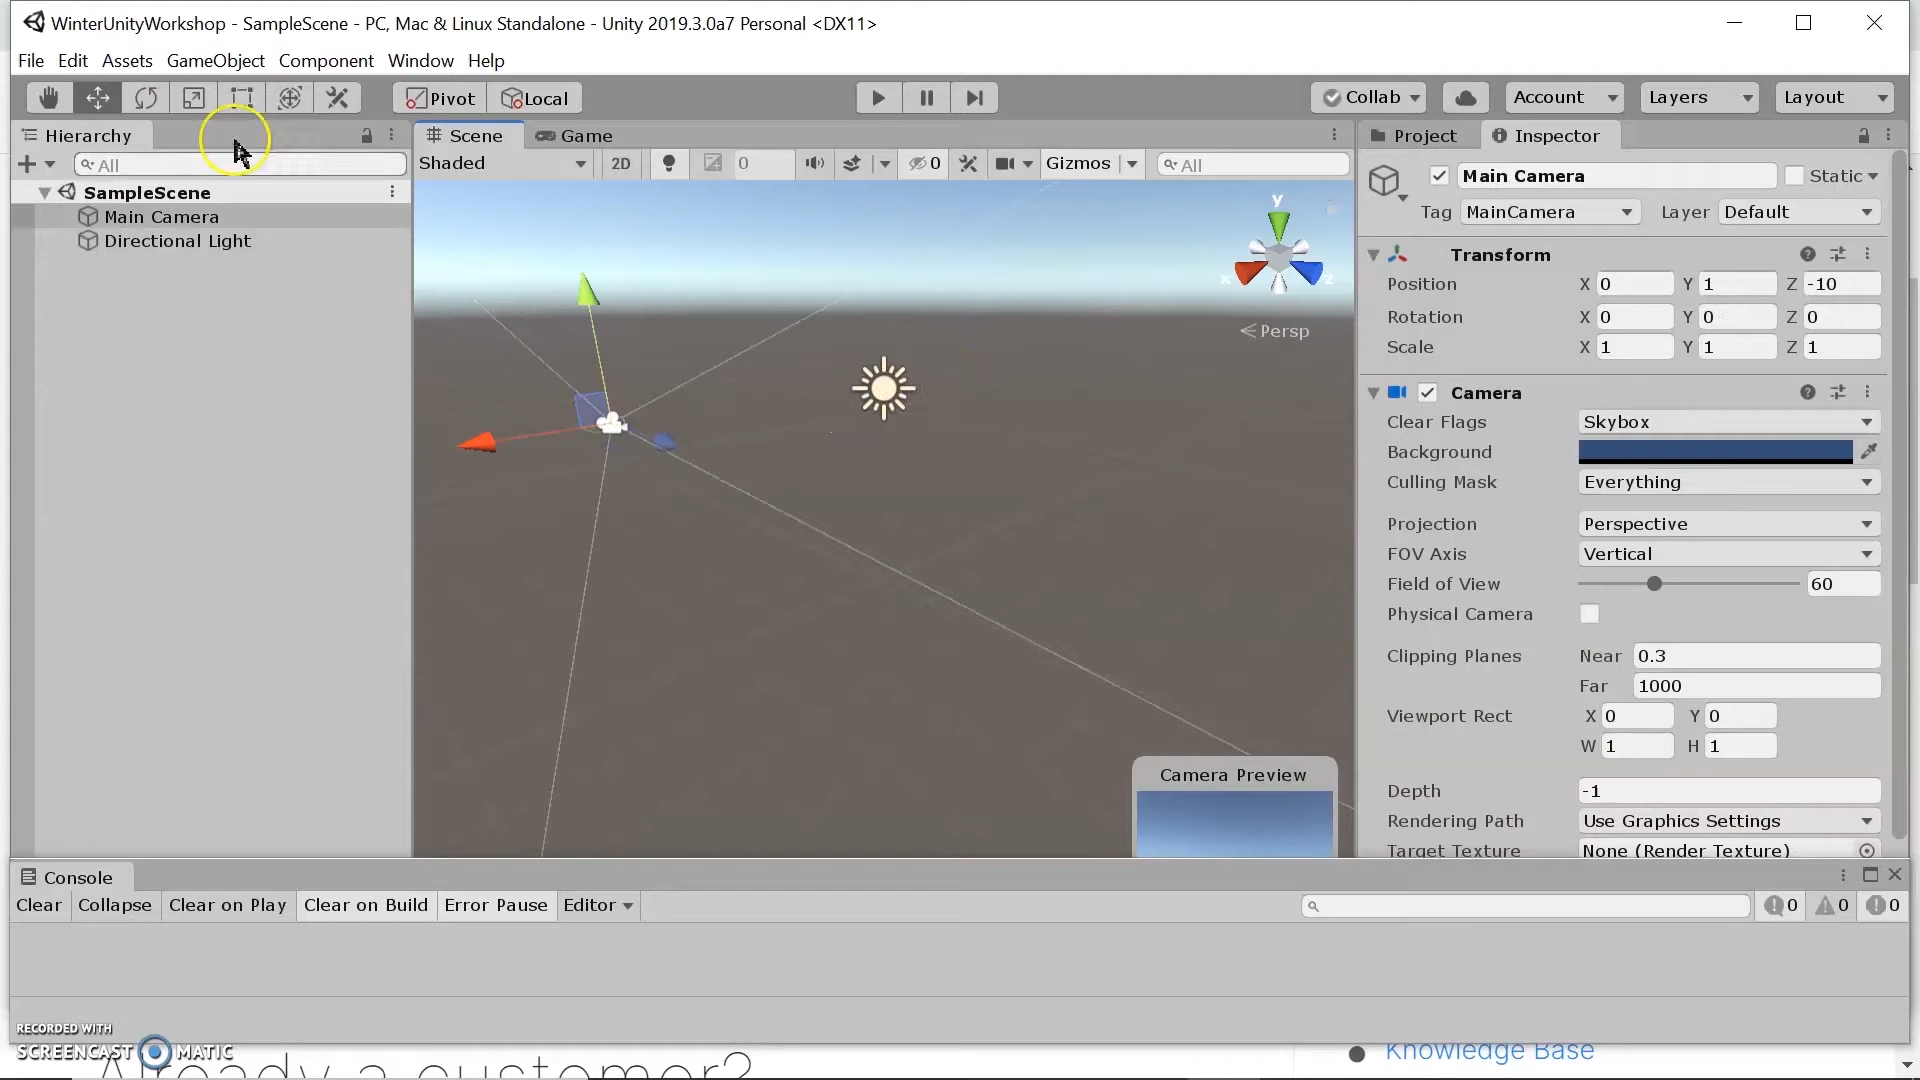 WinterUnityWorkshop - SampleScene - PC, Mac & Linux Standalone - Unity 2019.3.0a7 Personal <DX11>
File Edit Assets GameObject Component Window Help
Pivot Local Collab Account Layers Layout
Hierarchy Scene Game Project Inspector
All Shaded 2D 0 0 Gizmos All
Main Camera Static
SampleScene
Main Camera
Directional Light
Tag MainCamera Layer Default
y
x z
Persp
Transform
Position X 0 Y 1 Z -10
Rotation X 0 Y 0 Z 0
Scale X 1 Y 1 Z 1
Camera
Clear Flags Skybox
Background
Culling Mask Everything
Projection Perspective
FOV Axis Vertical
Field of View 60
Physical Camera
Clipping Planes Near 0.3
Far 1000
Viewport Rect X 0 Y 0
W 1 H 1
Depth -1
Rendering Path Use Graphics Settings
Target Texture None (Render Texture)
Camera Preview
Console
Clear Collapse Clear on Play Clear on Build Error Pause Editor 0 0 0
RECORDED WITH
SCREENCAST MATIC
Already a customer?
Knowledge Base